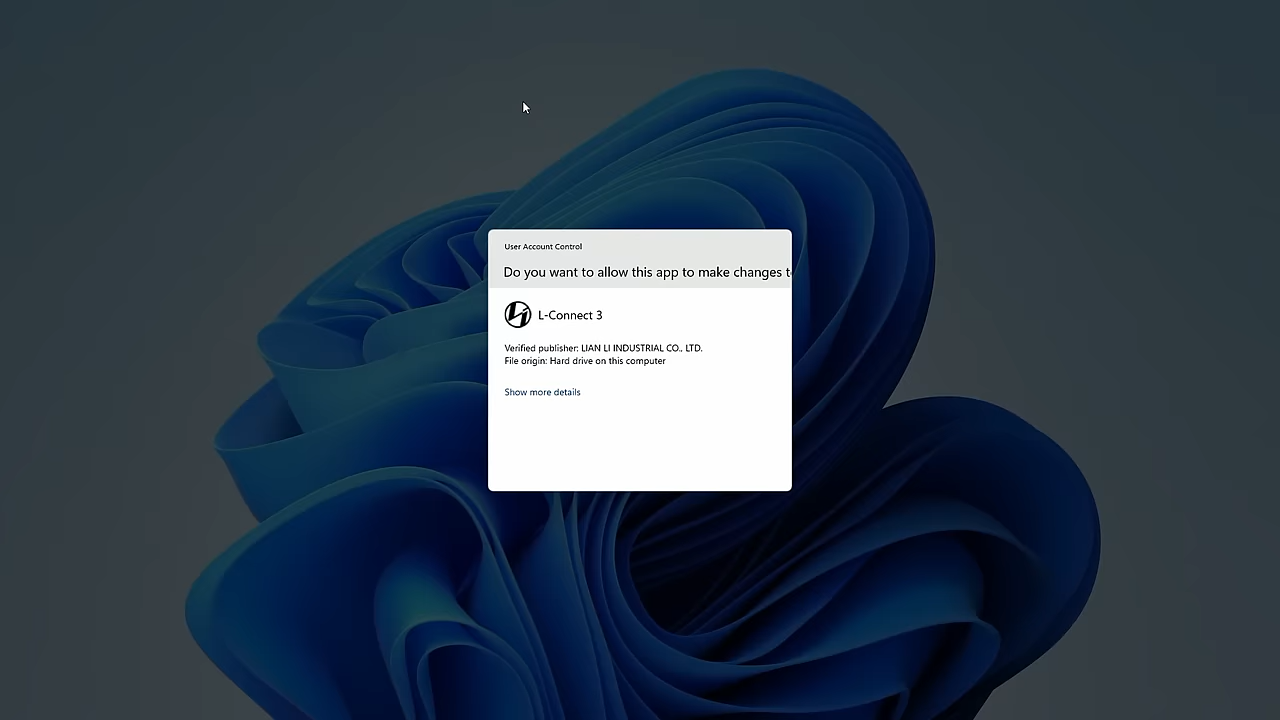 User Account Control
Do you want to allow this app to make changes t
L-Connect 3
Verified publisher: LIAN LI INDUSTRIAL CO., LTD.
File origin: Hard drive on this computer
Show more details